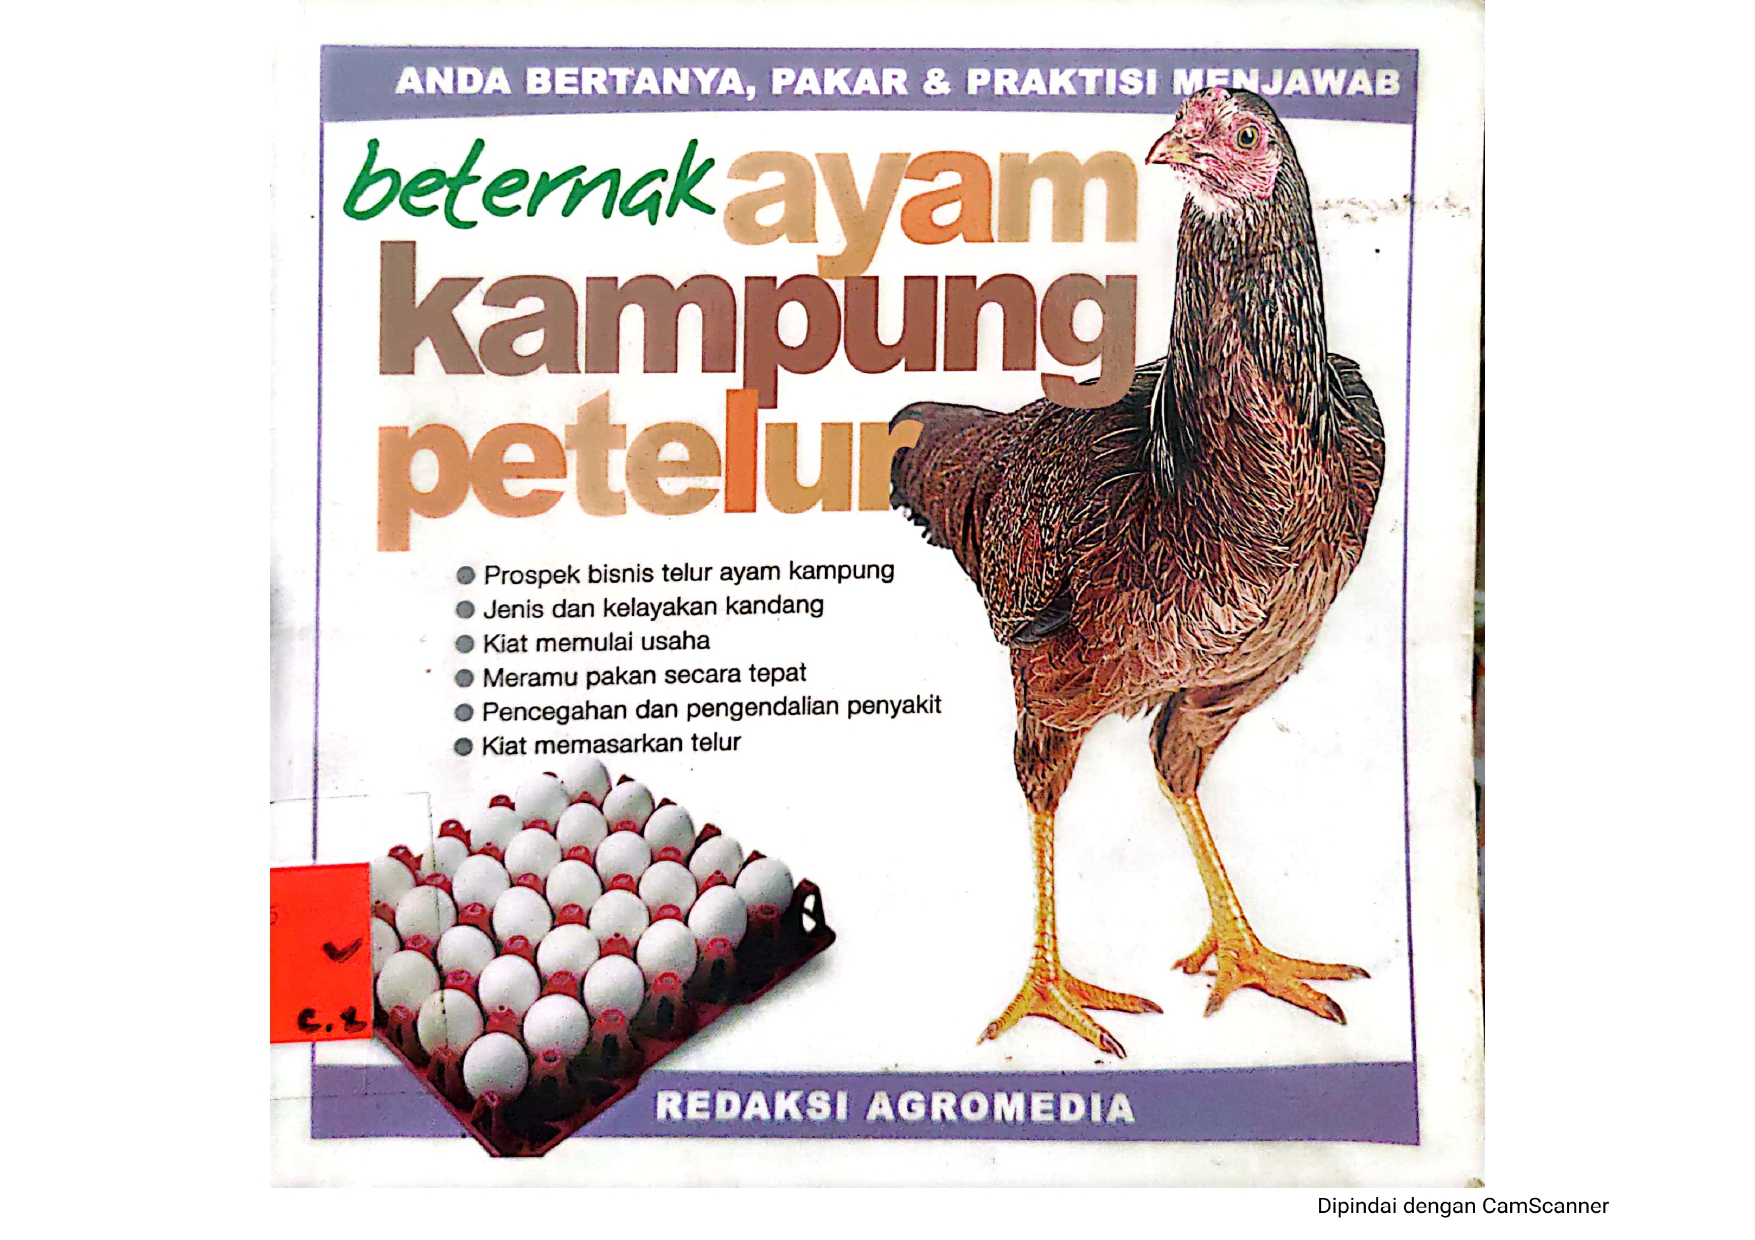 ANDA BERTANYA, PAKAR & PRAKTISI MENJAWAB
beternak ayam
kampung
petelur
Prospek bisnis telur ayam kampung
Jenis dan kelayakan kandang
Kiat memulai usaha
Meramu pakan secara tepat
Pencegahan dan pengendalian penyakit
Kiat memasarkan telur
REDAKSI AGROMEDIA
Dipindai dengan CamScanner